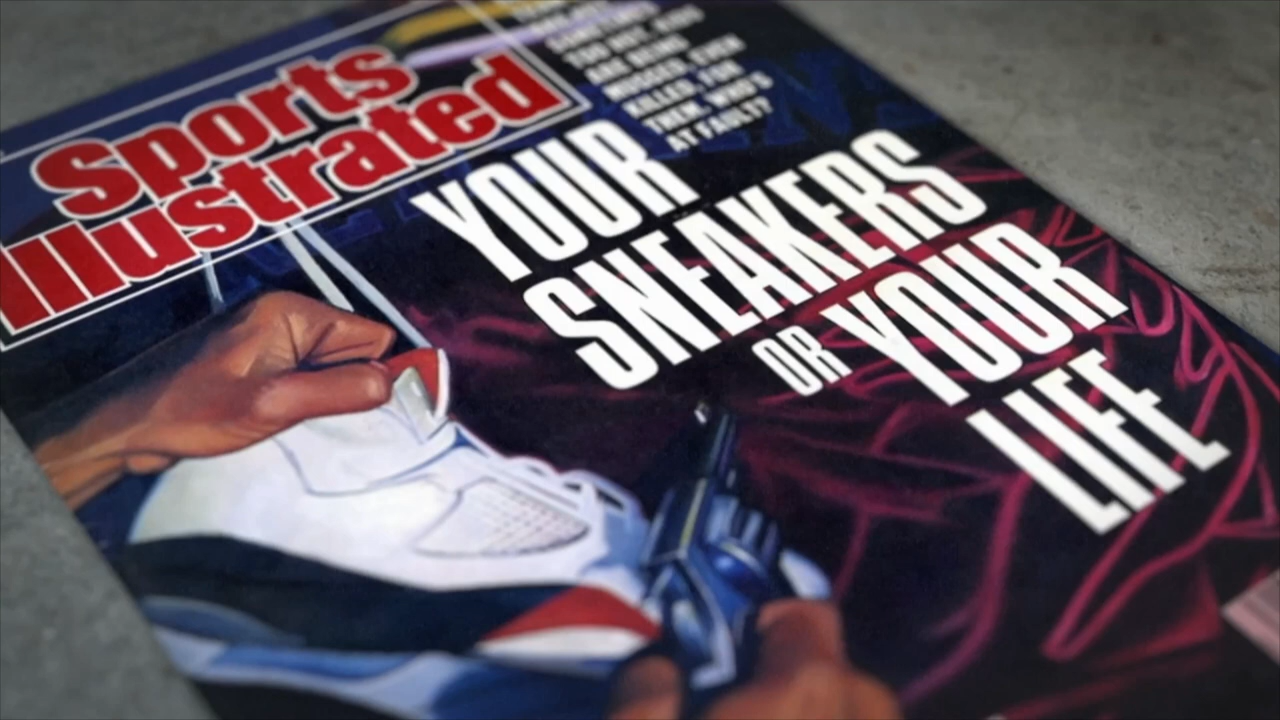 Sports
Illustrated
SOMETIMES
TOO HOT. KIDS
ARE BEING
MUGGED, EVEN
KILLED, FOR
THEM. WHO'S
AT FAULT?
YOUR
SNEAKERS
OR YOUR
LIFE